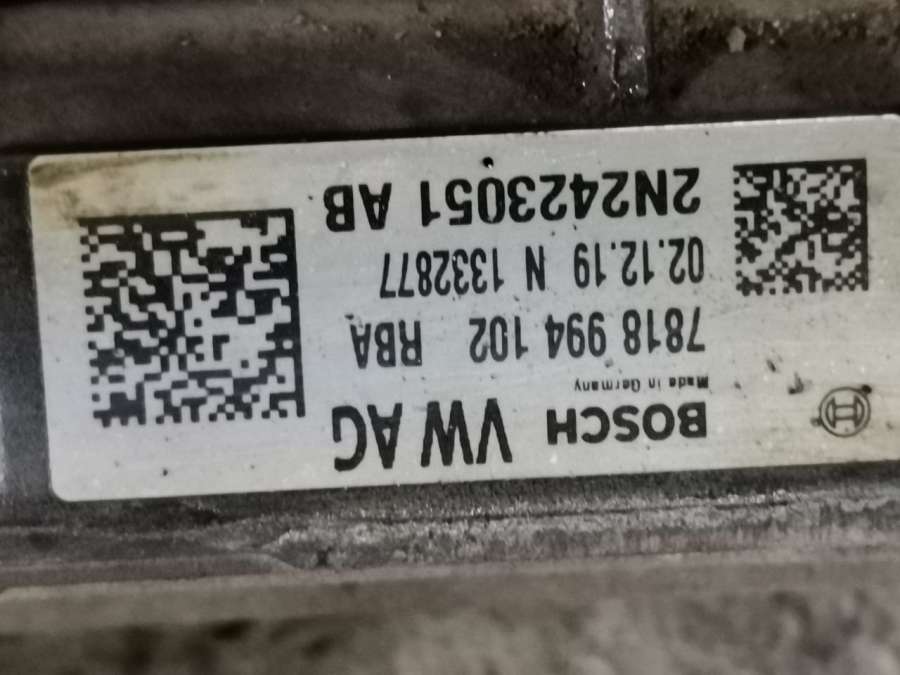 BOSCH VW AG
Made in Germany
7818 994 102 RBA
02.12.19 N 1332877
2N2423051 AB